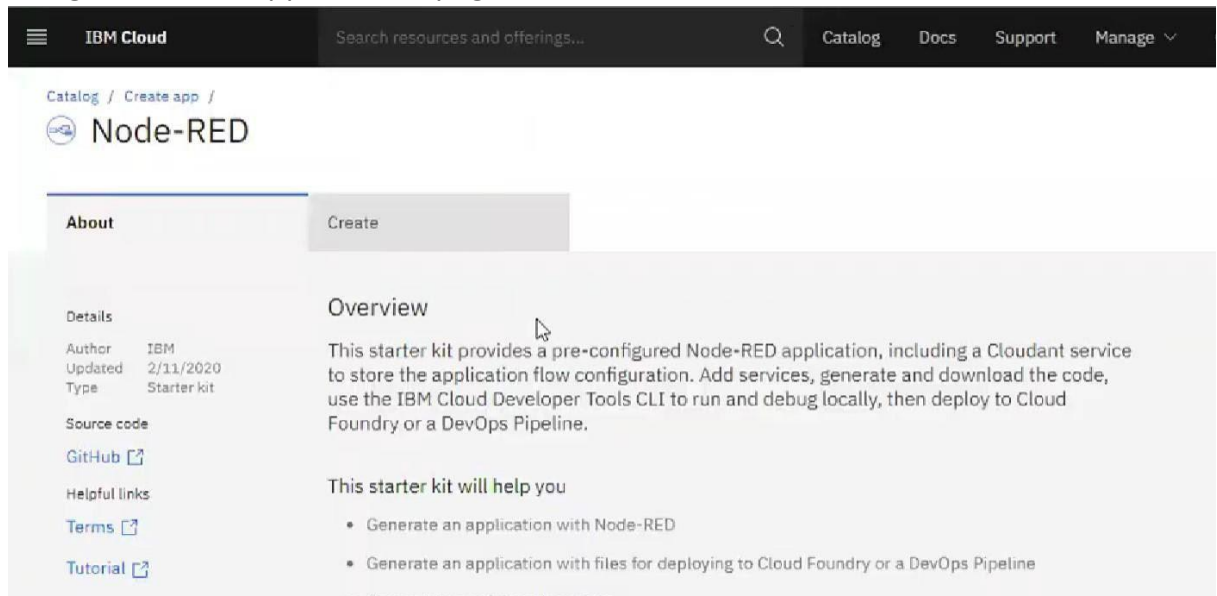 IBM Cloud
Search resources and offerings...
Catalog
Docs
Support
Manage
Catalog / Create app /
Node-RED
About
Create
Details
Author IBM
Updated 2/11/2020
Type Starter kit
Source code
GitHub
Helpful links
Terms
Tutorial
Overview
This starter kit provides a pre-configured Node-RED application, including a Cloudant service
to store the application flow configuration. Add services, generate and download the code,
use the IBM Cloud Developer Tools CLI to run and debug locally, then deploy to Cloud
Foundry or a DevOps Pipeline.
This starter kit will help you
• Generate an application with Node-RED
• Generate an application with files for deploying to Cloud Foundry or a DevOps Pipeline